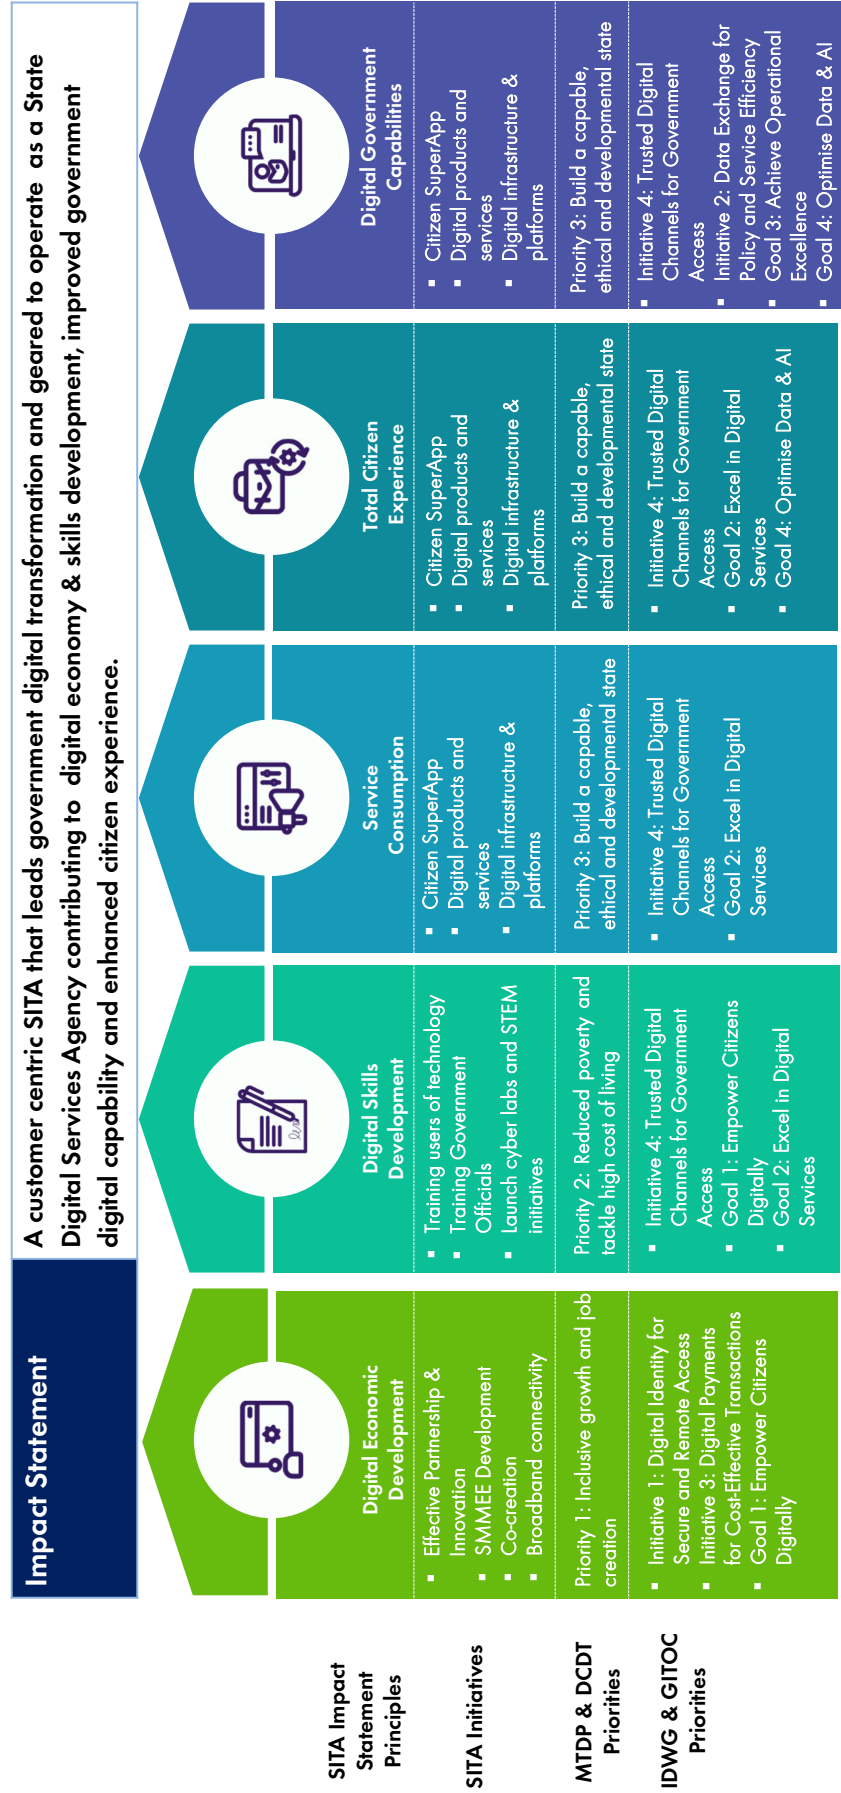 Impact Statement
A customer centric SITA that leads government digital transformation and geared to operate as a State
Digital Services Agency contributing to digital economy & skills development, improved government
digital capability and enhanced citizen experience.
SITA Impact
Statement
Principles
Digital Economic
Development
Digital Skills
Development
Service
Consumption
Total Citizen
Experience
Digital Government
Capabilities
SITA Initiatives
▪ Effective Partnership &
Innovation
▪ SMMEE Development
▪ Co-creation
▪ Broadband connectivity
▪ Training users of technology
▪ Training Government
Officials
▪ Launch cyber labs and STEM
initiatives
▪ Citizen SuperApp
▪ Digital products and
services
▪ Digital infrastructure &
platforms
▪ Citizen SuperApp
▪ Digital products and
services
▪ Digital infrastructure &
platforms
▪ Citizen SuperApp
▪ Digital products and
services
▪ Digital infrastructure &
platforms
MTDP & DCDT
Priorities
Priority 1: Inclusive growth and job
creation
Priority 2: Reduced poverty and
tackle high cost of living
Priority 3: Build a capable,
ethical and developmental state
Priority 3: Build a capable,
ethical and developmental state
Priority 3: Build a capable,
ethical and developmental state
IDWG & GITOC
Priorities
▪ Initiative 1: Digital Identity for
Secure and Remote Access
▪ Initiative 3: Digital Payments
for Cost-Effective Transactions
▪ Goal 1: Empower Citizens
Digitally
▪ Initiative 4: Trusted Digital
Channels for Government
Access
▪ Goal 1: Empower Citizens
Digitally
▪ Goal 2: Excel in Digital
Services
▪ Initiative 4: Trusted Digital
Channels for Government
Access
▪ Goal 2: Excel in Digital
Services
▪ Initiative 4: Trusted Digital
Channels for Government
Access
▪ Goal 2: Excel in Digital
Services
▪ Goal 4: Optimise Data & AI
▪ Initiative 4: Trusted Digital
Channels for Government
Access
▪ Initiative 2: Data Exchange for
Policy and Service Efficiency
▪ Goal 3: Achieve Operational
Excellence
▪ Goal 4: Optimise Data & AI